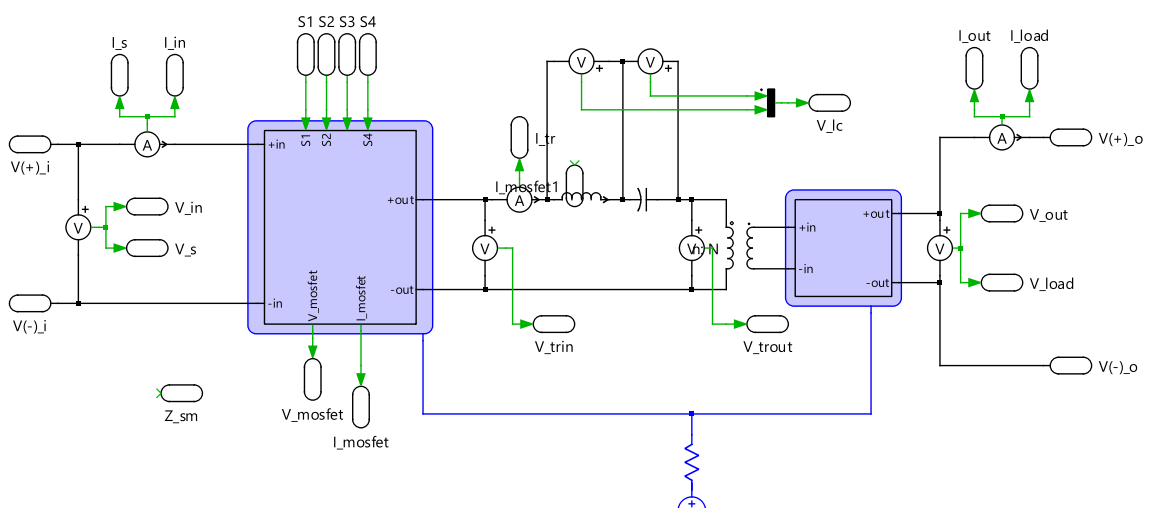 S1 S2 S3 S4
I_s I_in
I_out I_load
V + V +
V_lc
I_tr
A
V(+)_i
+in
S1 S2 S4
I_mosfet1
A
+out
A
V(+)_o
V_in
V +
V_s
V +
V +
n:N
+in
-in
+out
V_out
V +
-out
V_load
V(-)_i
-in
V_mosfet
I_mosfet
-out
V_trin
V_trout
V(-)_o
Z_sm
V_mosfet
I_mosfet
+